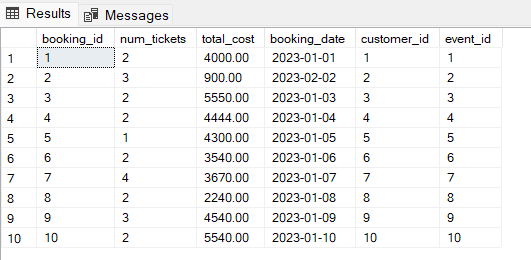 Results Messages
booking_id num_tickets total_cost booking_date customer_id event_id
1 1 2 4000.00 2023-01-01 1 1
2 2 3 900.00 2023-02-02 2 2
3 3 2 5550.00 2023-01-03 3 3
4 4 2 4444.00 2023-01-04 4 4
5 5 1 4300.00 2023-01-05 5 5
6 6 2 3540.00 2023-01-06 6 6
7 7 4 3670.00 2023-01-07 7 7
8 8 2 2240.00 2023-01-08 8 8
9 9 3 4540.00 2023-01-09 9 9
10 10 2 5540.00 2023-01-10 10 10